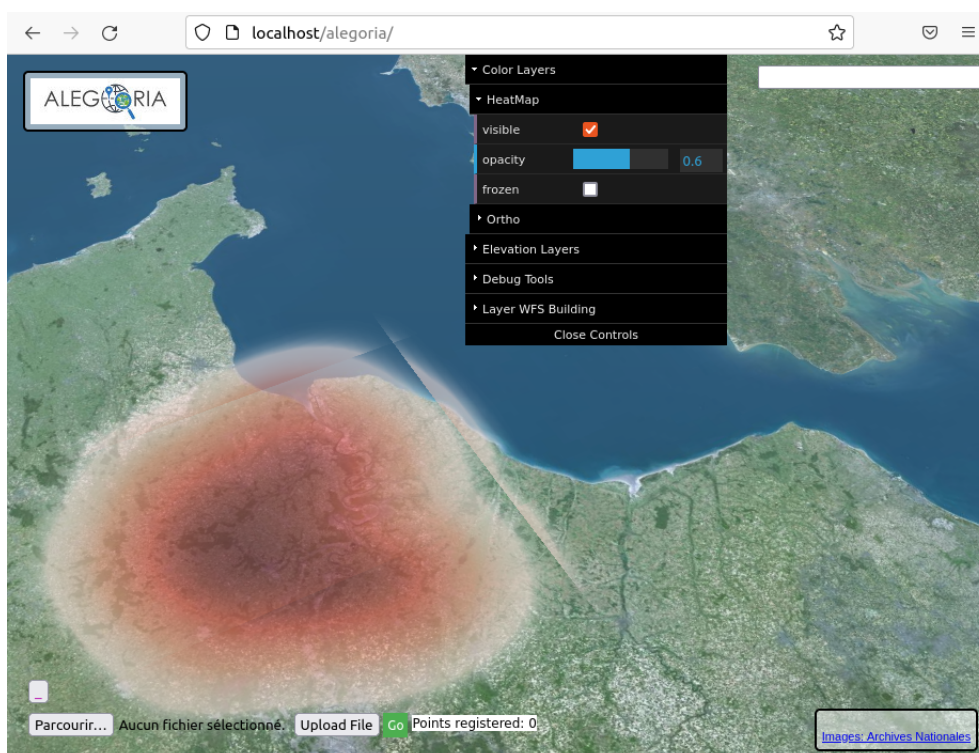 localhost/alegoria/
ALEGORIA
Color Layers
HeatMap
visible
opacity 0.6
frozen
Ortho
Elevation Layers
Debug Tools
Layer WFS Building
Close Controls
_
Parcourir... Aucun fichier sélectionné. Upload File Go Points registered: 0
Images: Archives Nationales